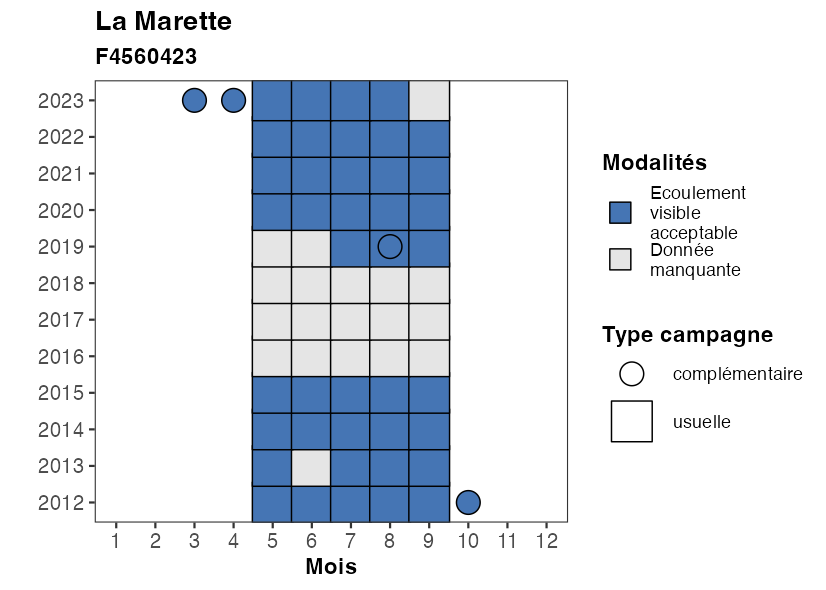 La Marette
F4560423
2023
2022
2021
2020
2019
2018
2017
2016
2015
2014
2013
2012
1 2 3 4 5 6 7 8 9 10 11 12
Mois
Modalités
Ecoulement
visible
acceptable
Donnée
manquante
Type campagne
complémentaire
usuelle